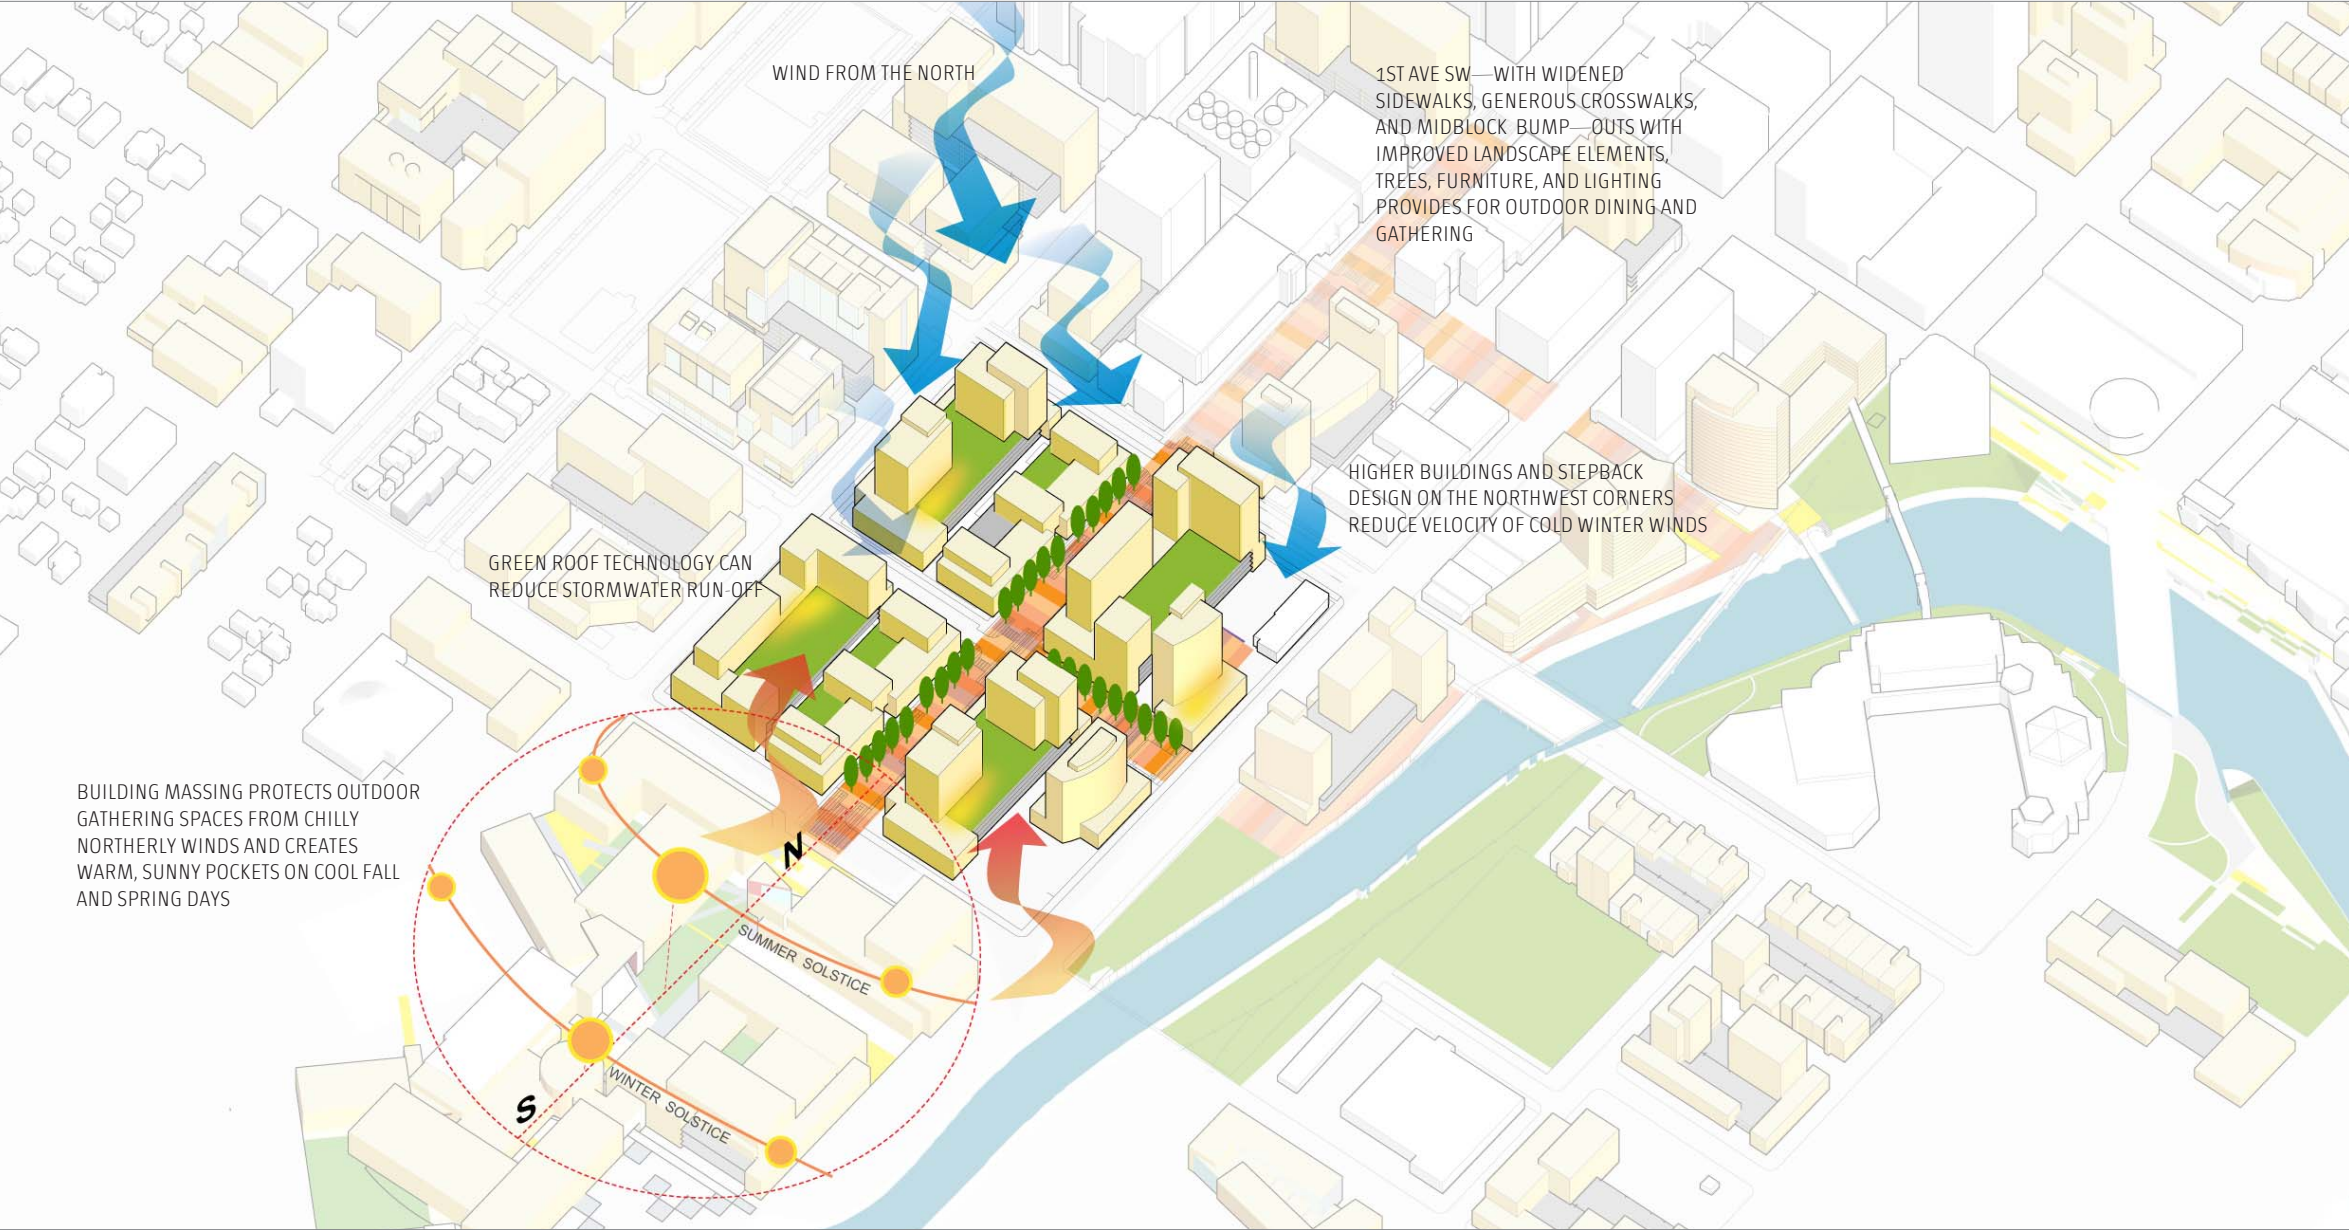 WIND FROM THE NORTH
1ST AVE SW—WITH WIDENED
SIDEWALKS, GENEROUS CROSSWALKS,
AND MIDBLOCK BUMP—OUTS WITH
IMPROVED LANDSCAPE ELEMENTS,
TREES, FURNITURE, AND LIGHTING
PROVIDES FOR OUTDOOR DINING AND
GATHERING
HIGHER BUILDINGS AND STEPBACK
DESIGN ON THE NORTHWEST CORNERS
REDUCE VELOCITY OF COLD WINTER WINDS
GREEN ROOF TECHNOLOGY CAN
REDUCE STORMWATER RUN-OFF
BUILDING MASSING PROTECTS OUTDOOR
GATHERING SPACES FROM CHILLY
NORTHERLY WINDS AND CREATES
WARM, SUNNY POCKETS ON COOL FALL
AND SPRING DAYS
N
SUMMER SOLSTICE
WINTER SOLSTICE
S